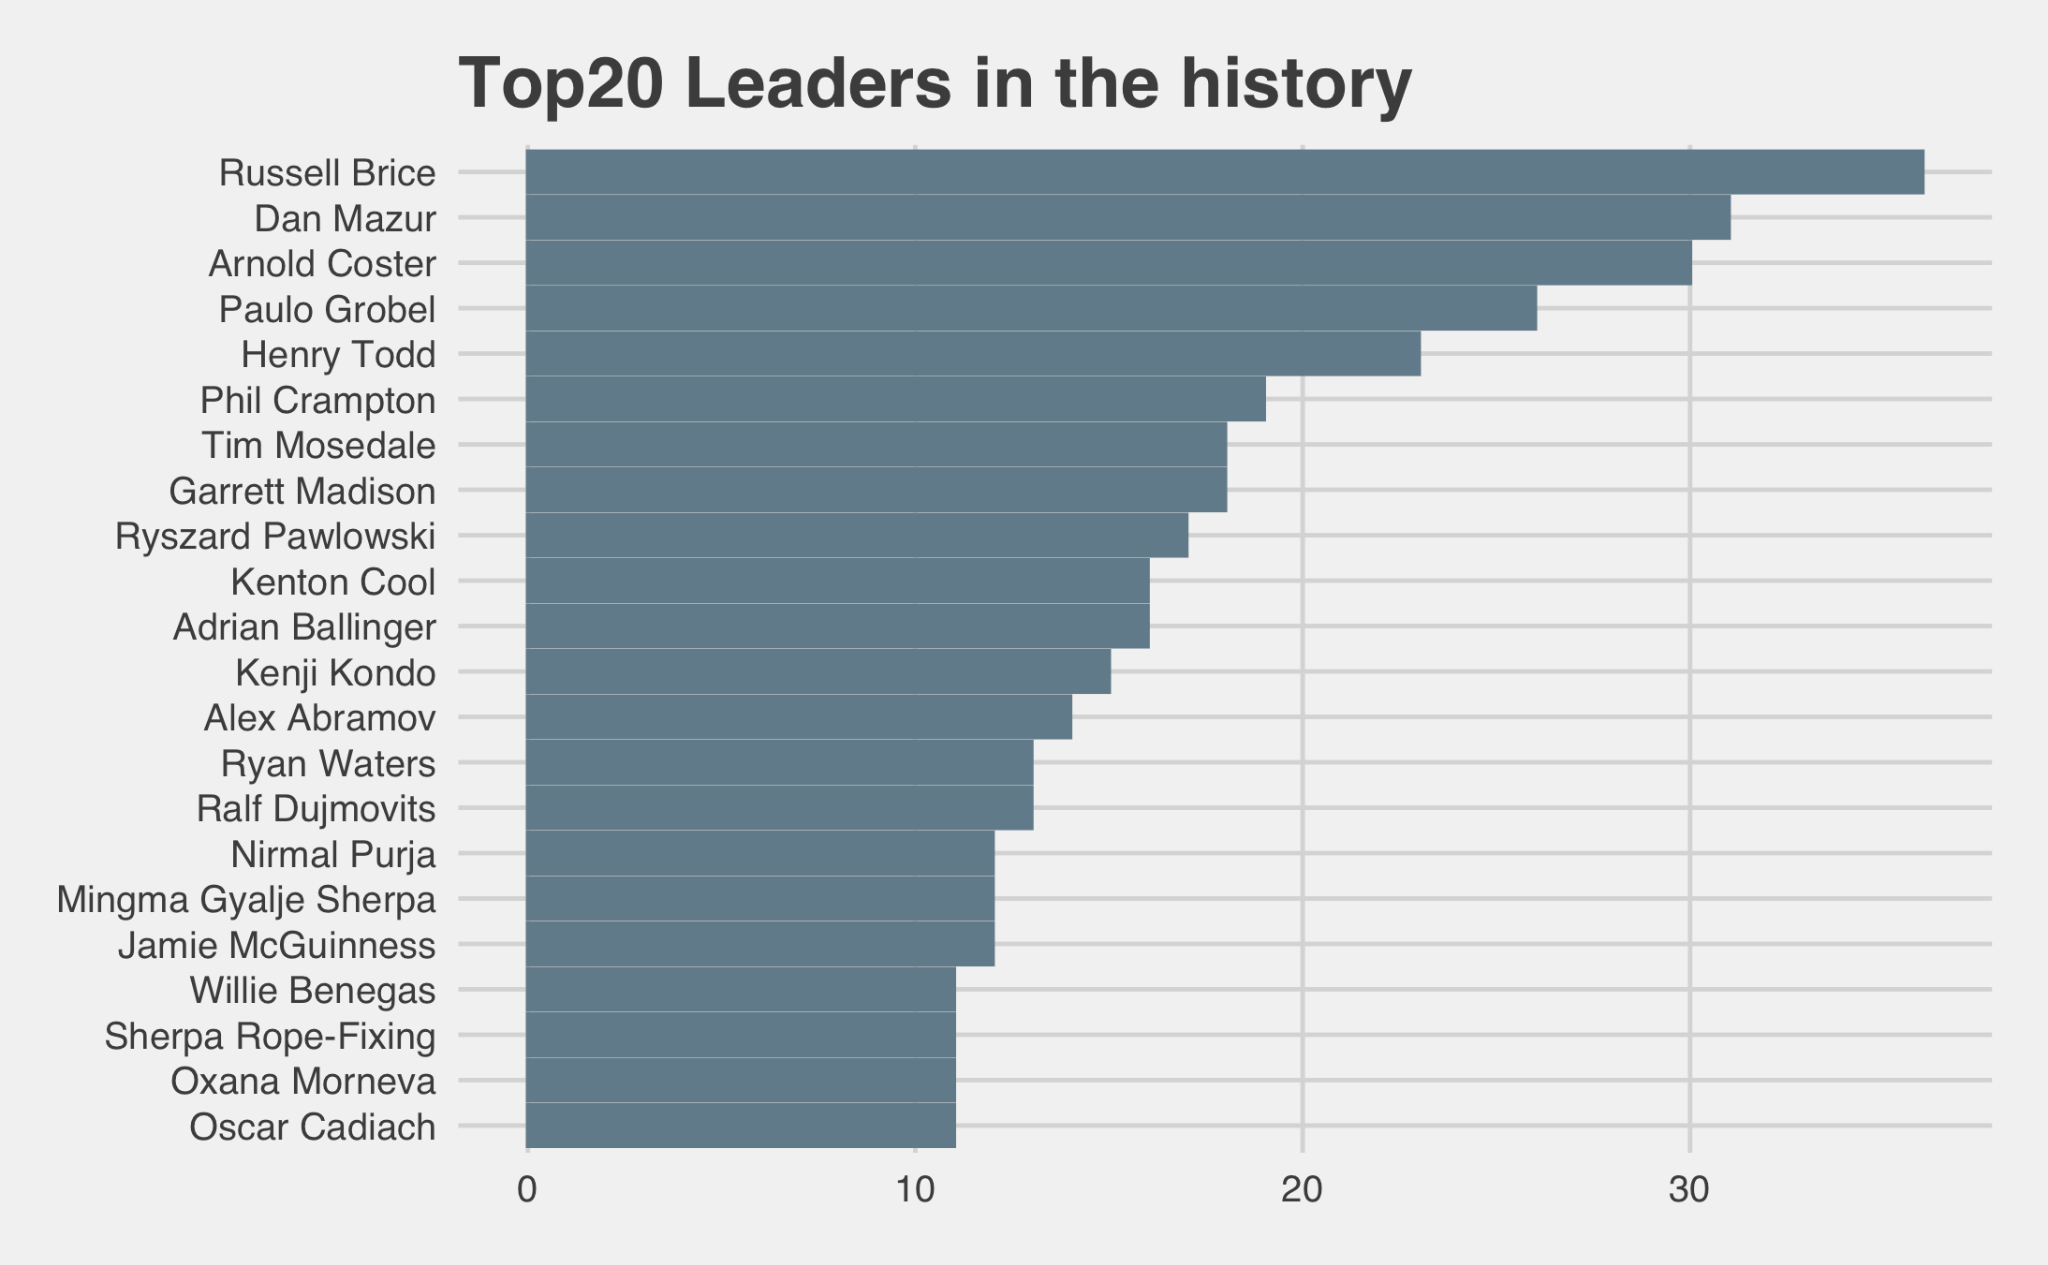 Top20 Leaders in the history
Russell Brice
Dan Mazur
Arnold Coster
Paulo Grobel
Henry Todd
Phil Crampton
Tim Mosedale
Garrett Madison
Ryszard Pawlowski
Kenton Cool
Adrian Ballinger
Kenji Kondo
Alex Abramov
Ryan Waters
Ralf Dujmovits
Nirmal Purja
Mingma Gyalje Sherpa
Jamie McGuinness
Willie Benegas
Sherpa Rope-Fixing
Oxana Morneva
Oscar Cadiach
0 10 20 30